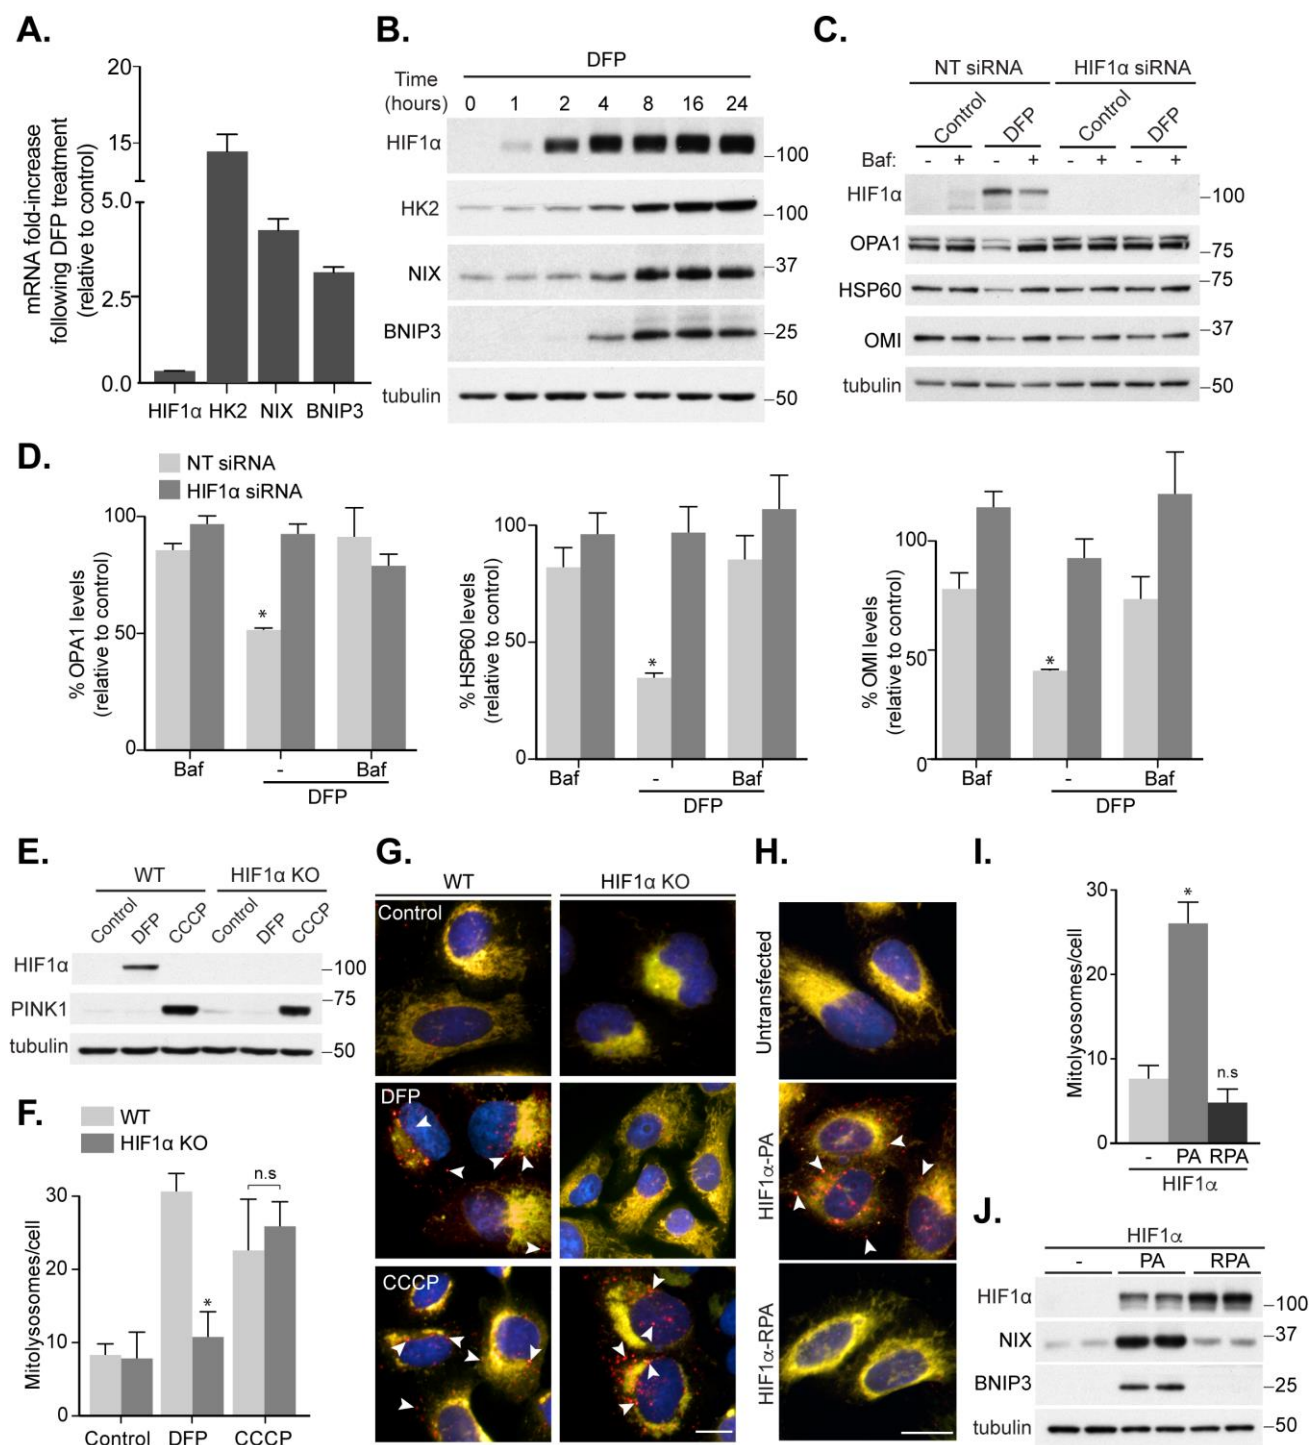 A.
mRNA fold-increase
following DFP treatment
(relative to control)
20
15
5.0
2.5
0.0
HIF1α HK2 NIX BNIP3
B.
DFP
Time
(hours) 0 1 2 4 8 16 24
HIF1α –100
HK2 –100
NIX –37
BNIP3 –25
tubulin –50
C.
NT siRNA HIF1α siRNA
Control DFP Control DFP
Baf: - + - + - + - +
HIF1α –100
OPA1 –75
HSP60 –75
OMI –37
tubulin –50
D.
NT siRNA
HIF1α siRNA
% OPA1 levels
(relative to control)
100
50
0
*
Baf - Baf
DFP
% HSP60 levels
(relative to control)
100
50
0
*
Baf - Baf
DFP
% OMI levels
(relative to control)
100
50
0
*
Baf - Baf
DFP
E.
WT HIF1α KO
Control DFP CCCP Control DFP CCCP
HIF1α –100
PINK1 –75
tubulin –50
F.
WT
HIF1α KO
Mitolysosomes/cell
30
20
10
0
*
n.s
Control DFP CCCP
G.
WT HIF1α KO
Control
DFP
CCCP
H.
Untransfected
HIF1α-PA
HIF1α-RPA
I.
Mitolysosomes/cell
30
20
10
0
*
n.s
- PA RPA
HIF1α
J.
HIF1α
- PA RPA
HIF1α –100
NIX –37
BNIP3 –25
tubulin –50